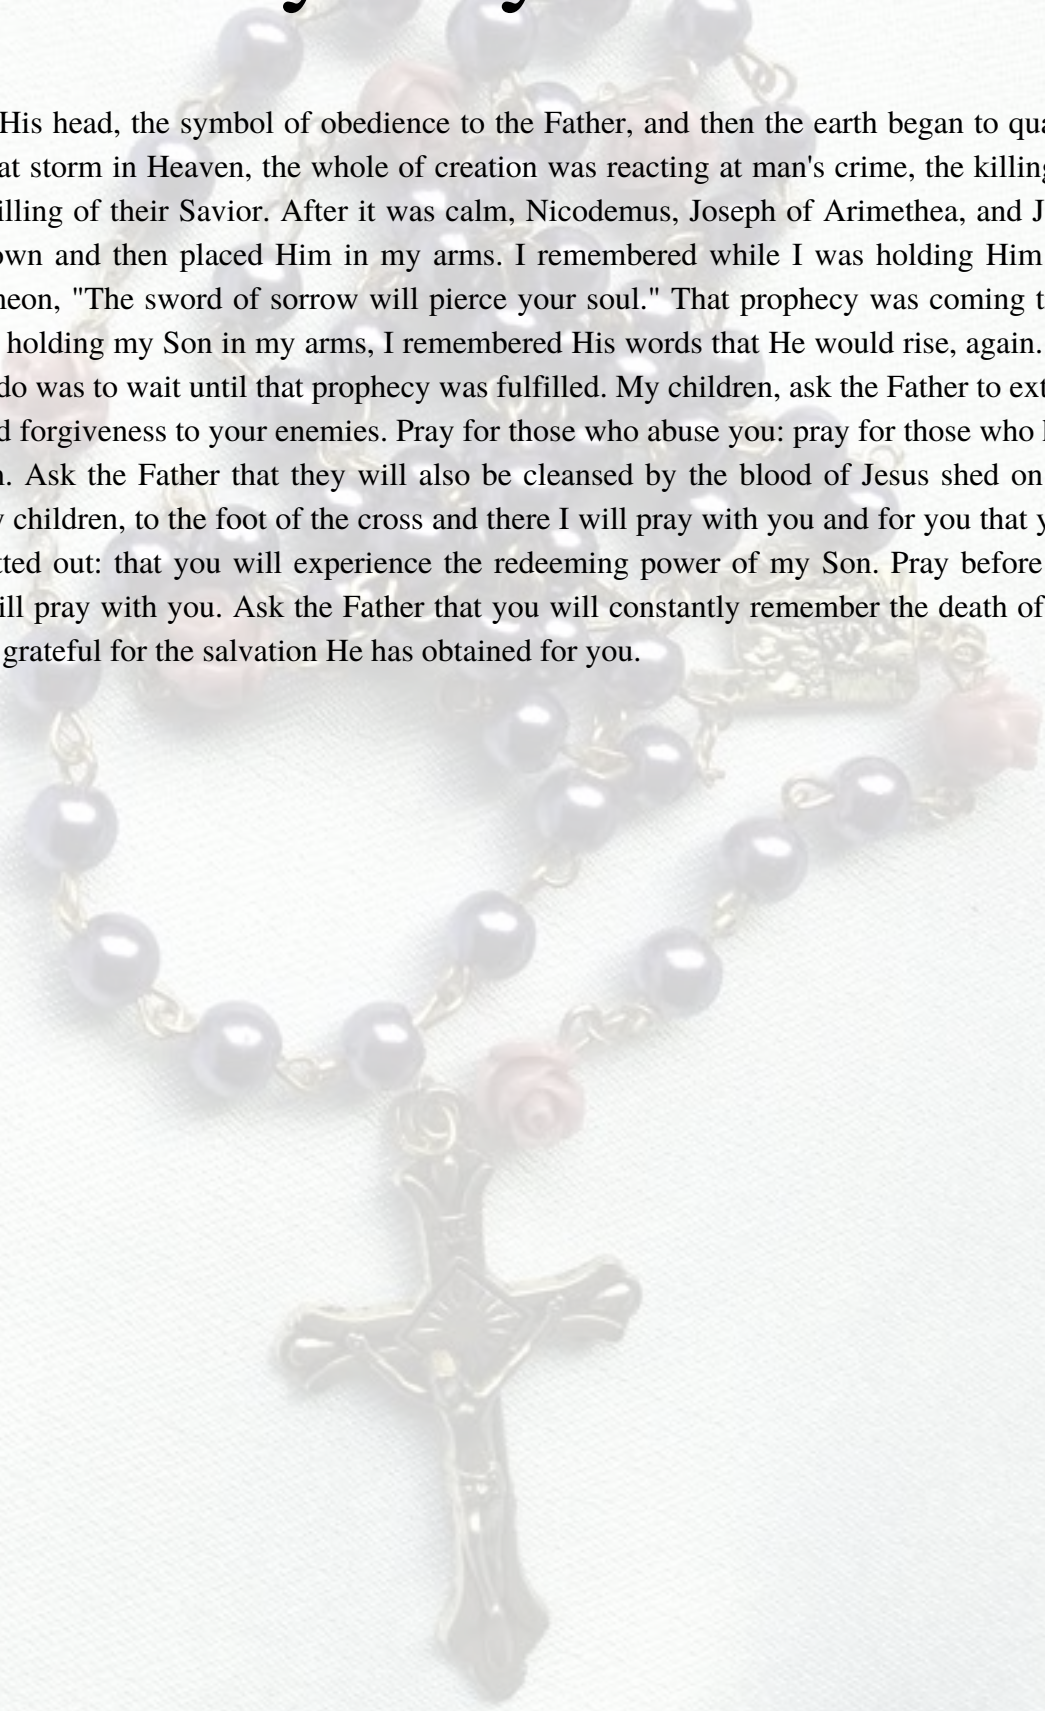 His head, the symbol of obedience to the Father, and then the earth began to
storm in Heaven, the whole of creation was reacting at man's crime, the
of their Savior. After it was calm, Nicodemus, Joseph of Arimethea, and
and then placed Him in my arms. I remembered while I was holding Him
"The sword of sorrow will pierce your soul." That prophecy was coming
holding my Son in my arms, I remembered His words that He would rise, again.
do was to wait until that prophecy was fulfilled. My children, ask the Father to
forgiveness to your enemies. Pray for those who abuse you: pray for those who
Ask the Father that they will also be cleansed by the blood of Jesus shed on
children, to the foot of the cross and there I will pray with you and for you that
out: that you will experience the redeeming power of my Son. Pray before
pray with you. Ask the Father that you will constantly remember the death of
grateful for the salvation He has obtained for you.